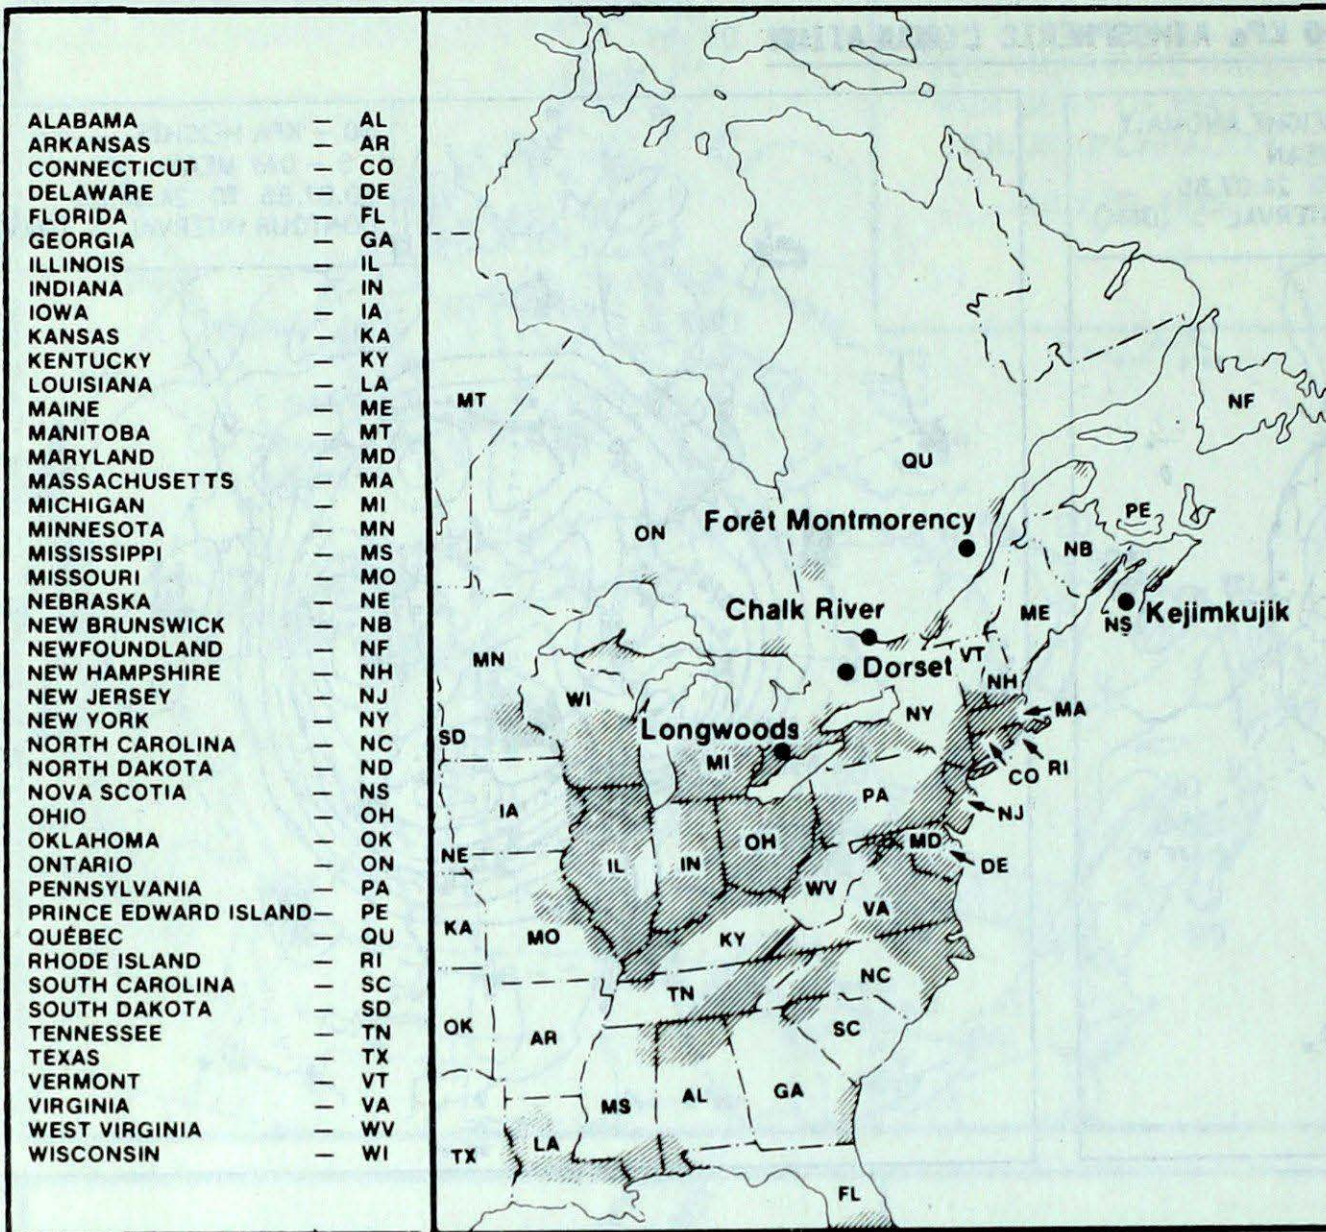 ALABAMA — AL
ARKANSAS — AR
CONNECTICUT — CO
DELAWARE — DE
FLORIDA — FL
GEORGIA — GA
ILLINOIS — IL
INDIANA — IN
IOWA — IA
KANSAS — KA
KENTUCKY — KY
LOUISIANA — LA
MAINE — ME
MANITOBA — MT
MARYLAND — MD
MASSACHUSETTS — MA
MICHIGAN — MI
MINNESOTA — MN
MISSISSIPPI — MS
MISSOURI — MO
NEBRASKA — NE
NEW BRUNSWICK — NB
NEWFOUNDLAND — NF
NEW HAMPSHIRE — NH
NEW JERSEY — NJ
NEW YORK — NY
NORTH CAROLINA — NC
NORTH DAKOTA — ND
NOVA SCOTIA — NS
OHIO — OH
OKLAHOMA — OK
ONTARIO — ON
PENNSYLVANIA — PA
PRINCE EDWARD ISLAND — PE
QUÉBEC — QU
RHODE ISLAND — RI
SOUTH CAROLINA — SC
SOUTH DAKOTA — SD
TENNESSEE — TN
TEXAS — TX
VERMONT — VT
VIRGINIA — VA
WEST VIRGINIA — WV
WISCONSIN — WI
MT
NF
QU
PE
Forêt Montmorency
ON
NB
Chalk River
ME
NS
Kejimkujik
MN
VT
Dorset
NH
WI
NY
MA
Longwoods
SD
MI
CO
RI
IA
PA
NJ
OH
MD
NE
IL
IN
DE
WV
KA
MO
KY
VA
TN
NC
OK
AR
SC
MS
AL
GA
LA
TX
FL